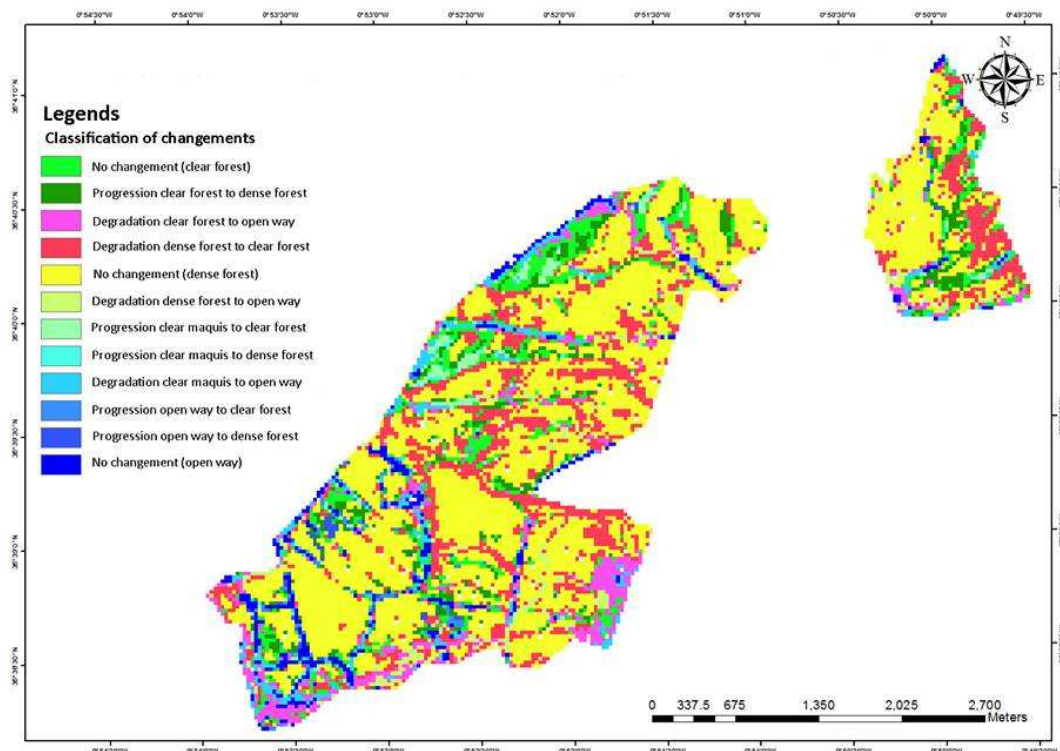 0°54'30"W 0°54'0"W 0°53'30"W 0°53'0"W 0°52'30"W 0°52'0"W 0°51'30"W 0°51'0"W 0°50'30"W 0°50'0"W 0°49'30"W
N
W E
S
Legends
Classification of changements
No changement (clear forest)
Progression clear forest to dense forest
Degradation clear forest to open way
Degradation dense forest to clear forest
No changement (dense forest)
Degradation dense forest to open way
Progression clear maquis to clear forest
Progression clear maquis to dense forest
Degradation clear maquis to open way
Progression open way to clear forest
Progression open way to dense forest
No changement (open way)
0 337.5 675 1,350 2,025 2,700
Meters